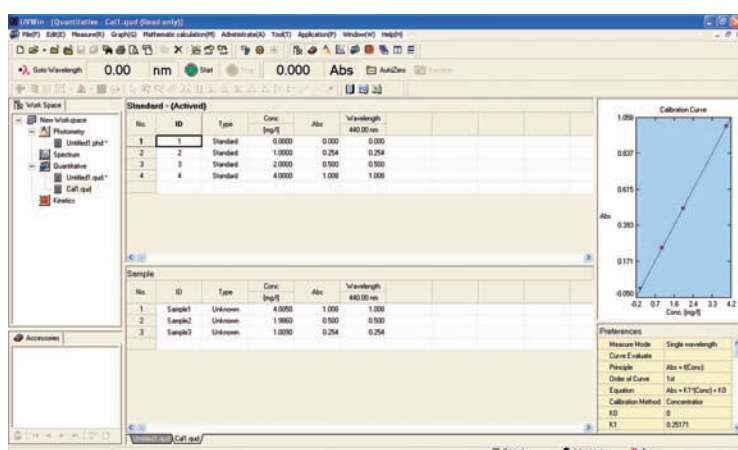 UVWin - [Quantitative - Cal1.qud (Read only)]
File(F) Edit(E) Measure(R) Graph(G) Mathematic calculation(M) Administrate(A) Tool(T) Application(P) Window(W) Help(H)
Goto Wavelength 0.00 nm Start Stop 0.000 Abs AutoZero
Work Space
New Workspace
Photometry
Untitled1.pht *
Spectrum
Quantitative
Untitled1.qud *
Cal1.qud
Kinetics
Accessories
Standard - (Actived)
No. ID Type Conc [mg/l] Abs Wavelength 440.00 nm
1 1 Standard 0.0000 0.000 0.000
2 2 Standard 1.0000 0.254 0.254
3 3 Standard 2.0000 0.500 0.500
4 4 Standard 4.0000 1.008 1.008
Sample
No. ID Type Conc [mg/l] Abs Wavelength 440.00 nm
1 Sample1 Unknown 4.0050 1.008 1.008
2 Sample2 Unknown 1.9860 0.500 0.500
3 Sample3 Unknown 1.0090 0.254 0.254
Cal1.qud
Calibration Curve
1.058
0.837
0.615
Abs
0.393
0.171
-0.050
-0.2 0.7 1.6 2.4 3.3 4.2
Conc. [mg/l]
Preferences
Measure Mode Single wavelength
Curve Evaluate
Principle Abs = f(Conc)
Order of Curve 1st
Equation Abs = K1*(Conc) + K0
Calibration Method Concentration
K0 0
K1 0.25171